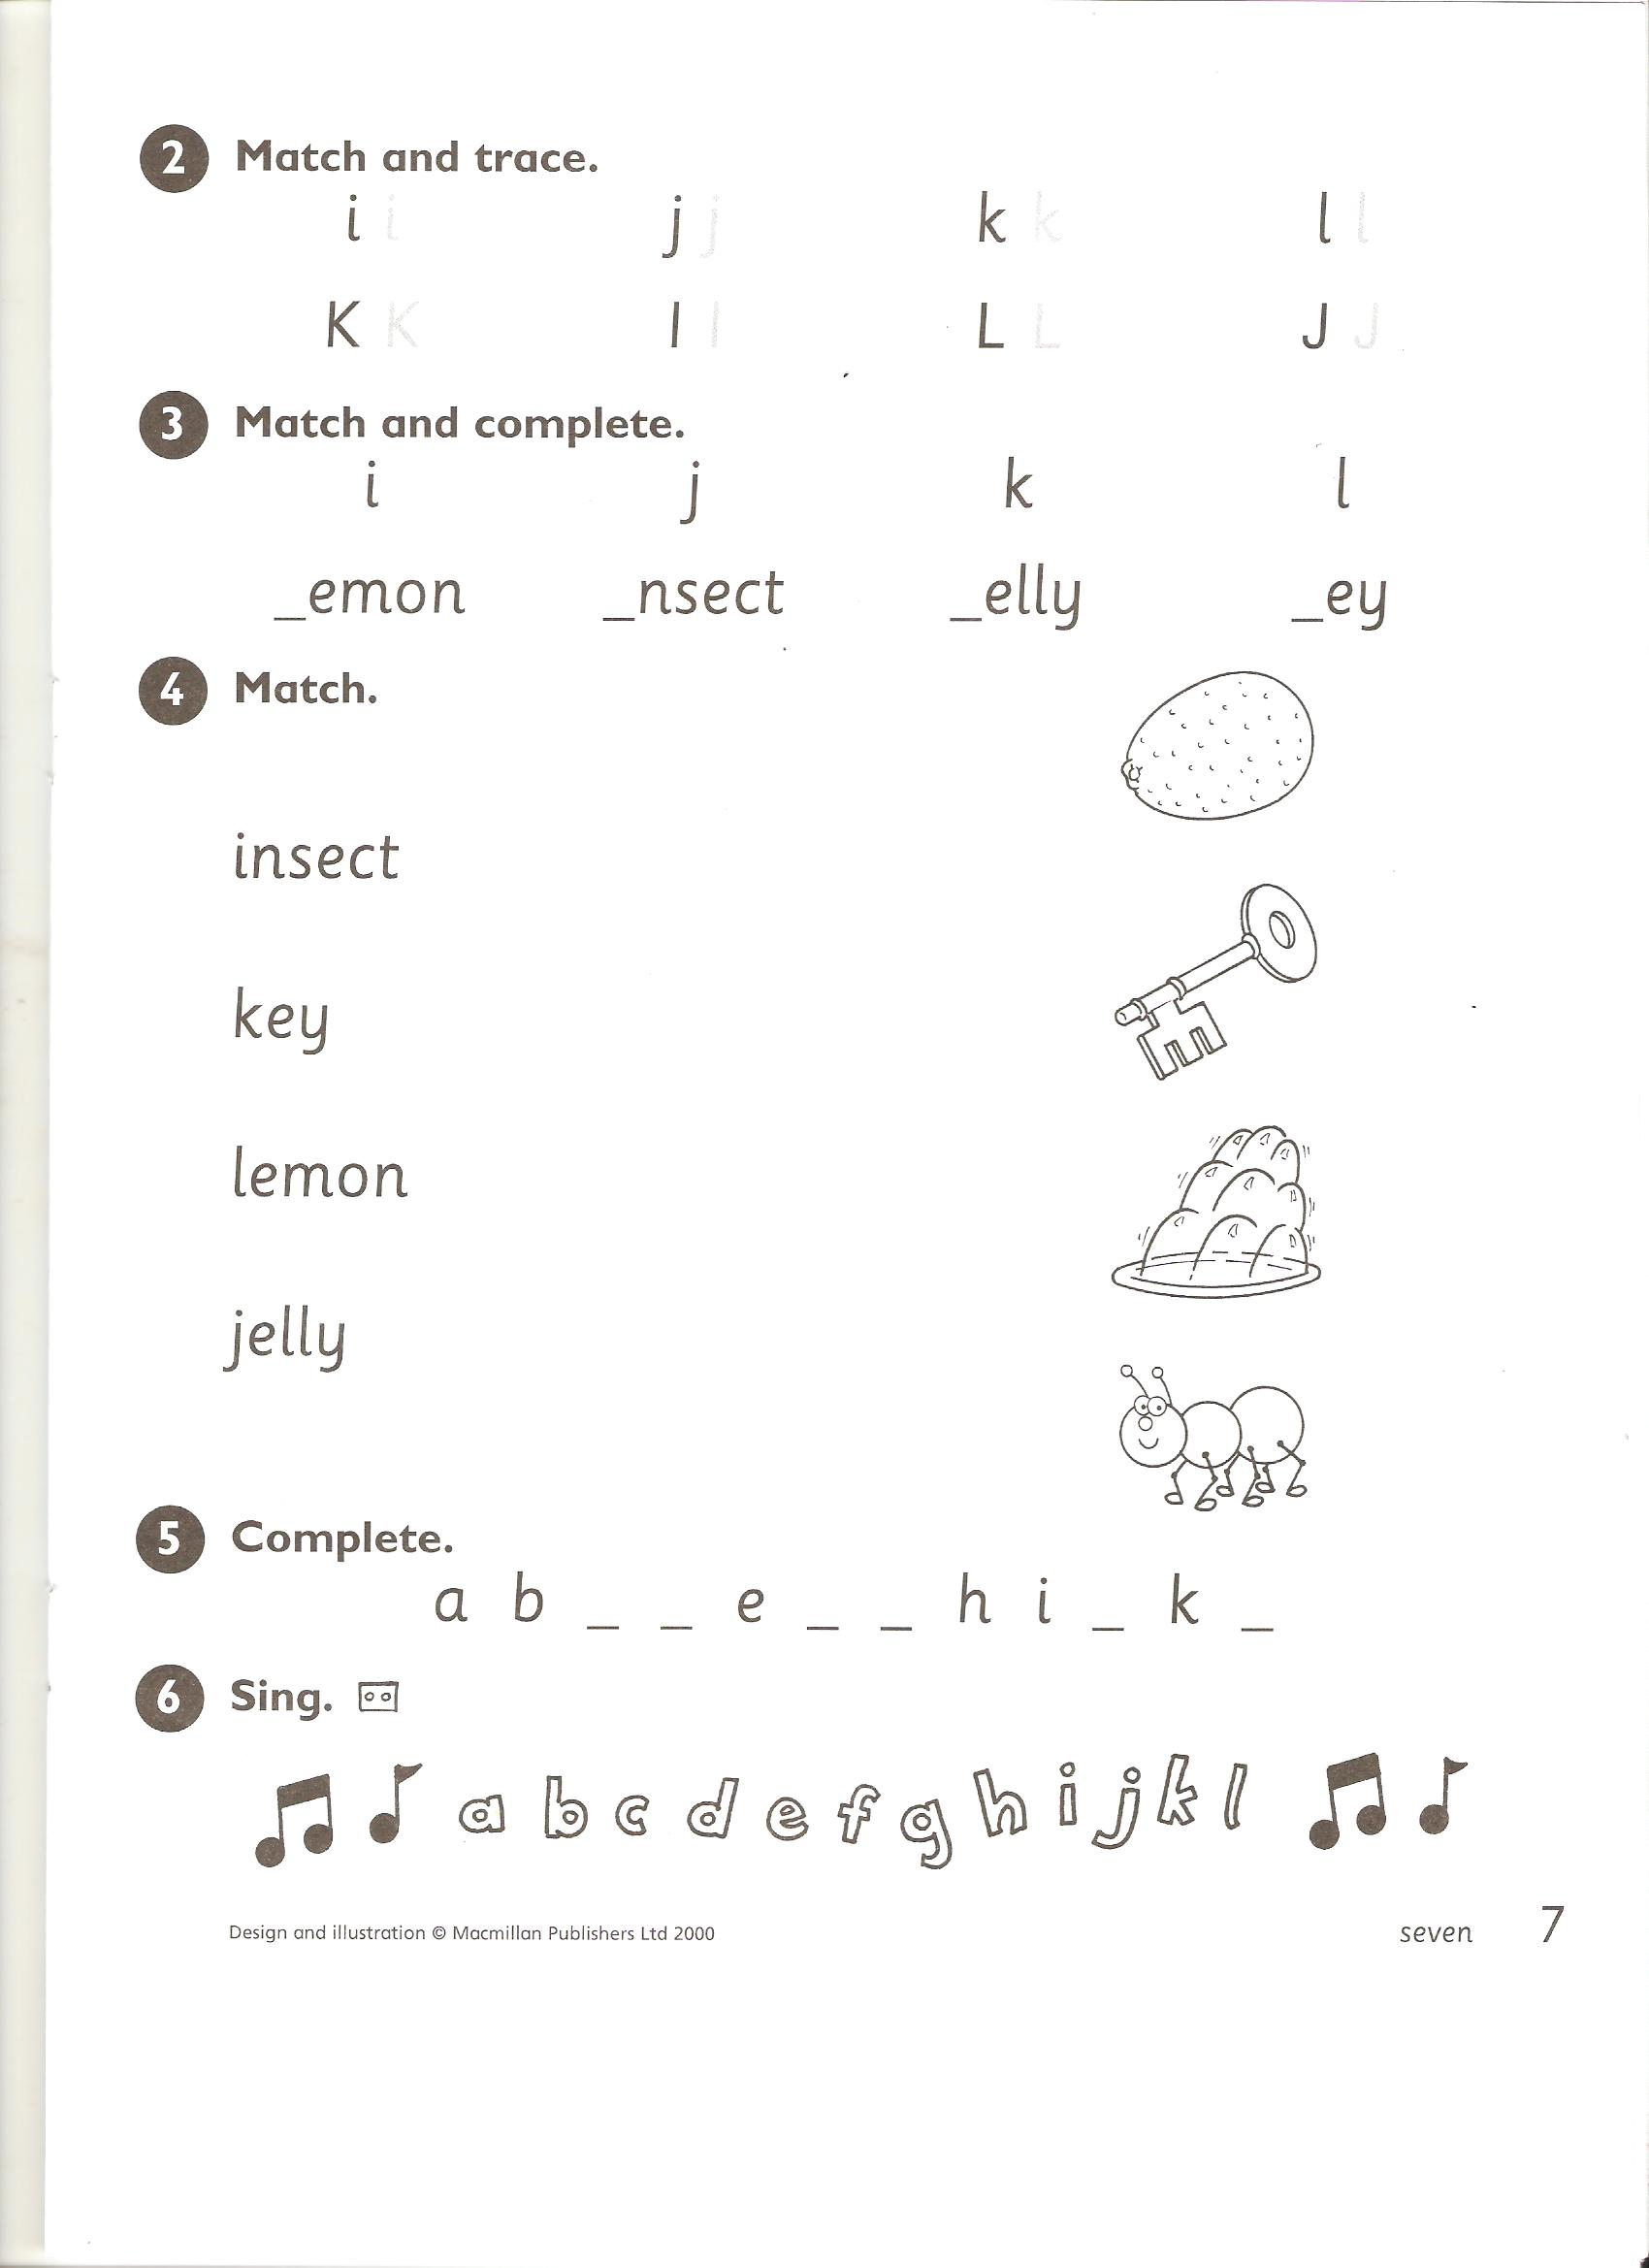 2 Match and trace.
i i j j k k l l
K K I I L L J J
3 Match and complete.
i j k l
_emon _nsect _elly _ey
4 Match.
insect
key
lemon
jelly
5 Complete.
a b _ _ e _ _ h i _ k _
6 Sing.
a b c d e f g h i j k l
Design and illustration © Macmillan Publishers Ltd 2000 seven 7